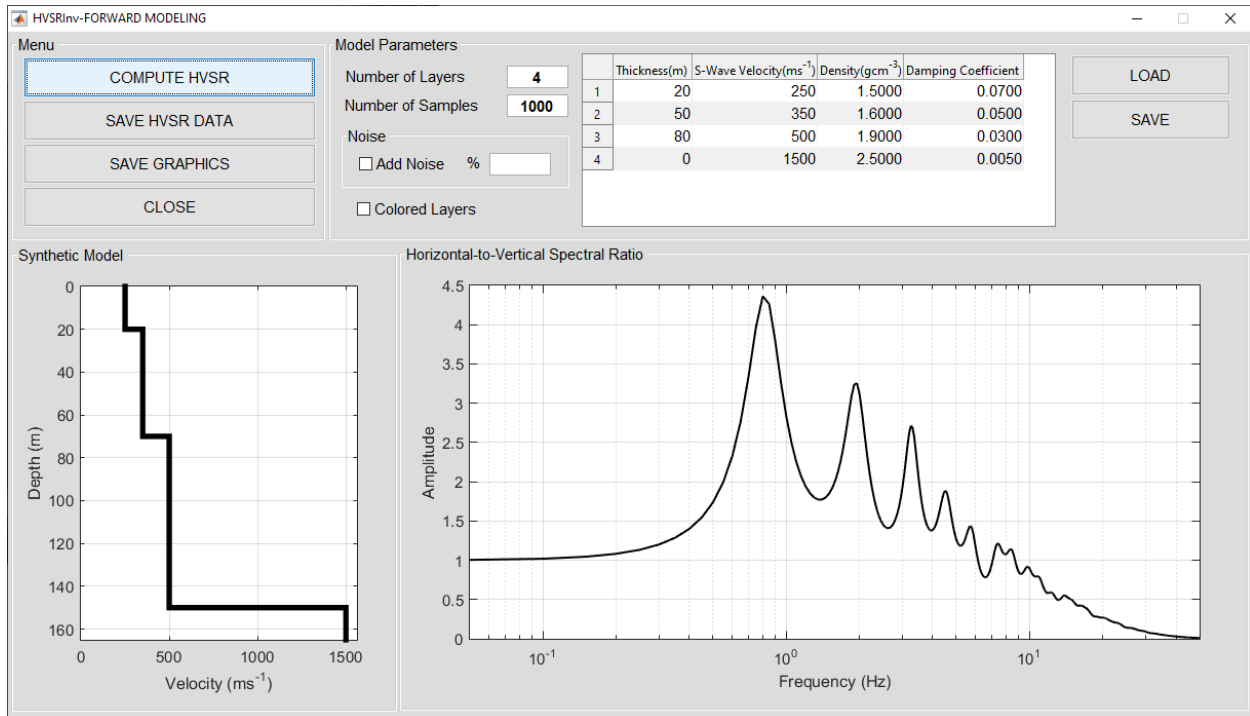 HVSRInv-FORWARD MODELING
Menu
COMPUTE HVSR
SAVE HVSR DATA
SAVE GRAPHICS
CLOSE
Model Parameters
Number of Layers 4
Number of Samples 1000
Noise
Add Noise %
Colored Layers
Thickness(m) S-Wave Velocity(ms⁻¹) Density(gcm⁻³) Damping Coefficient
1 20 250 1.5000 0.0700
2 50 350 1.6000 0.0500
3 80 500 1.9000 0.0300
4 0 1500 2.5000 0.0050
LOAD
SAVE
Synthetic Model
0
20
40
60
80
100
120
140
160
Depth (m)
0 500 1000 1500
Velocity (ms⁻¹)
Horizontal-to-Vertical Spectral Ratio
4.5
4
3.5
3
2.5
2
1.5
1
0.5
0
Amplitude
10⁻¹ 10⁰ 10¹
Frequency (Hz)